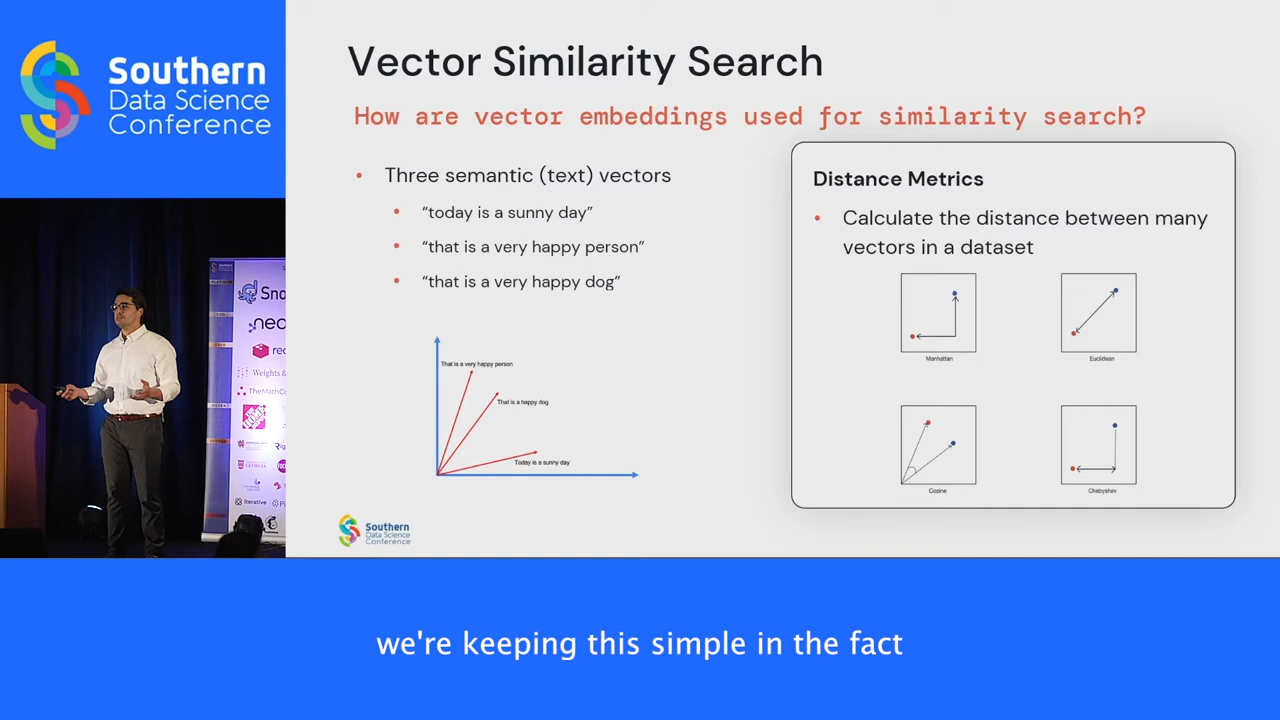 Southern
Data Science
Conference
Vector Similarity Search
How are vector embeddings used for similarity search?
• Three semantic (text) vectors
• “today is a sunny day”
• “that is a very happy person”
• “that is a very happy dog”
That is a very happy person
That is a happy dog
Today is a sunny day
Distance Metrics
• Calculate the distance between many
vectors in a dataset
Manhattan
Euclidean
Cosine
Chebyshev
Southern
Data Science
Conference
Weights &
we're keeping this simple in the fact